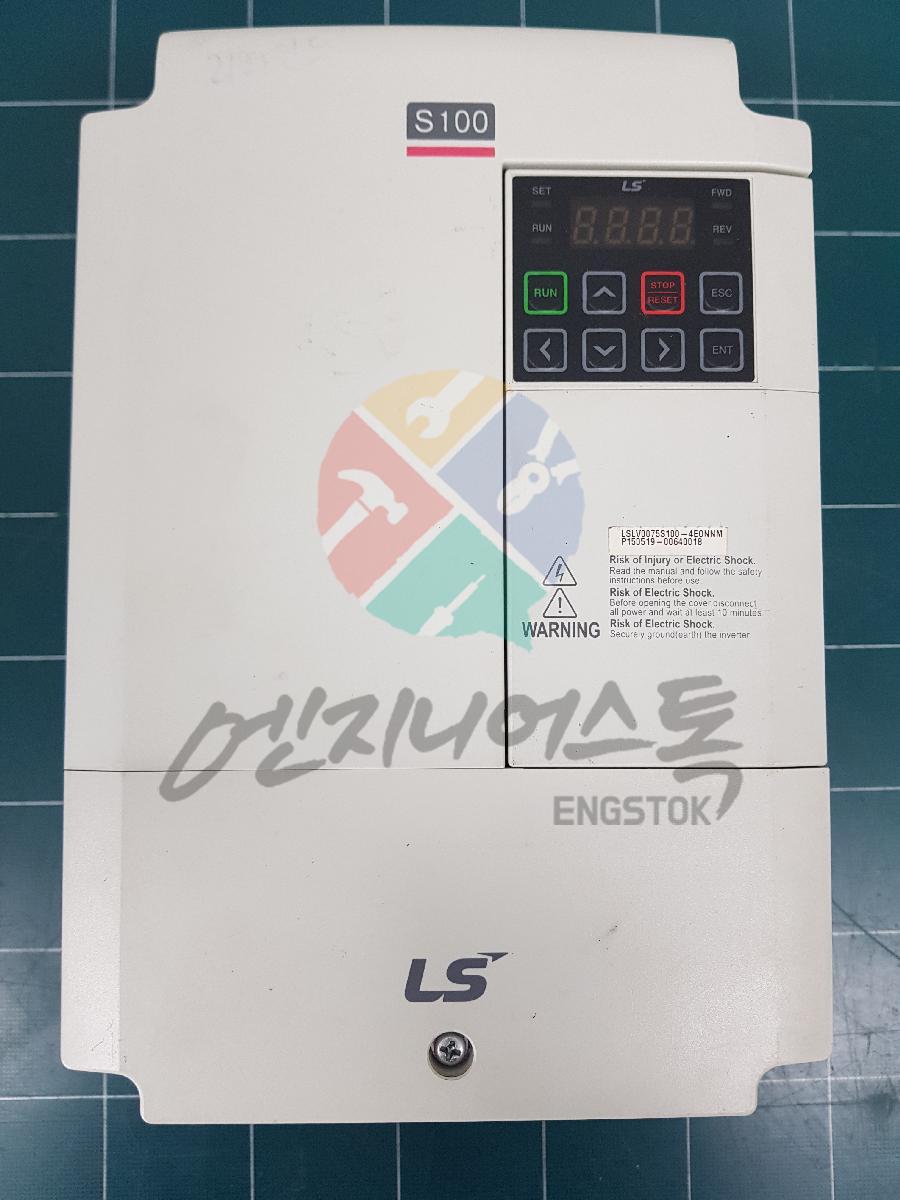 S100
LS
SET
FWD
RUN
REV
8.8.8.8
RUN
STOP
RESET
ESC
ENT
LSLV0075S100-4EONNM
P150519-00640018
Risk of Injury or Electric Shock.
Read the manual and follow the safety
instructions before use.
Risk of Electric Shock.
Before opening the cover disconnect
all power and wait at least 10 minutes.
WARNING
Risk of Electric Shock.
Securely ground(earth) the inverter.
엔지니어스톡
ENGSTOK
LS